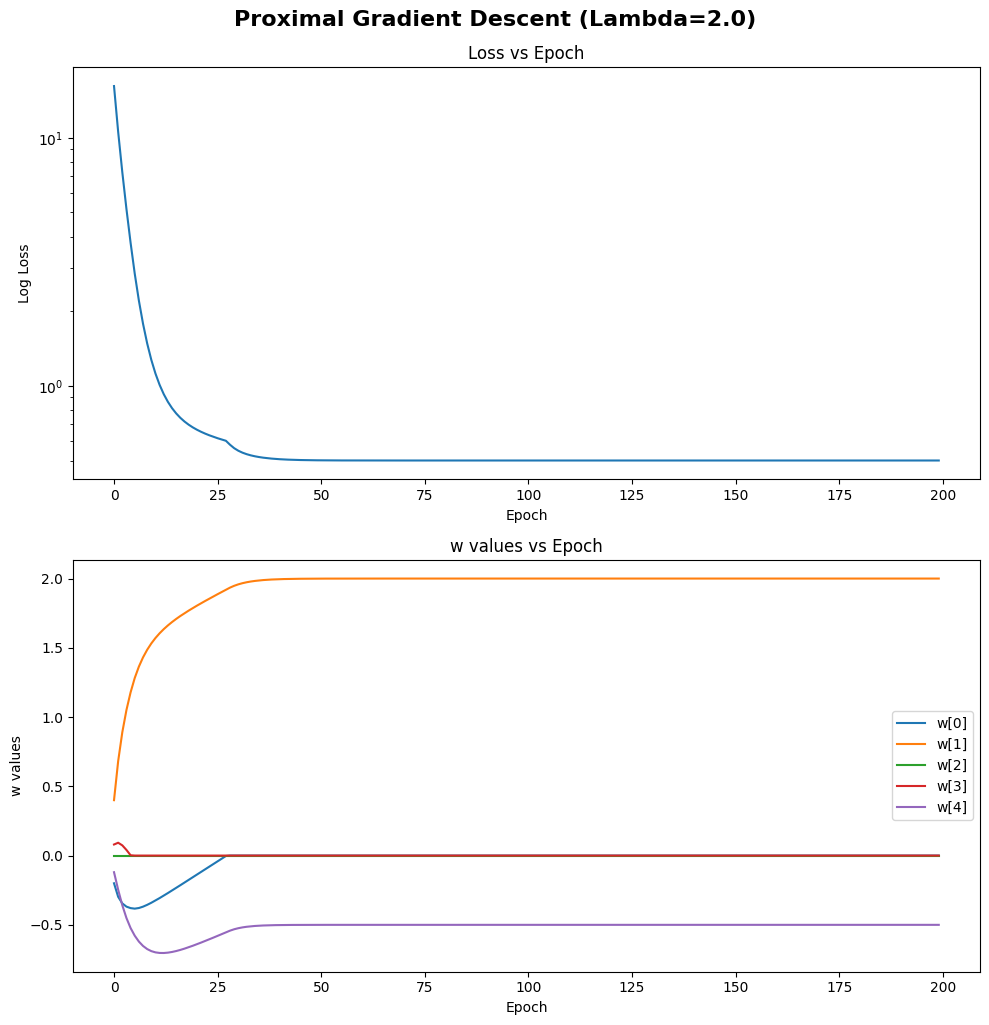 Proximal Gradient Descent (Lambda=2.0)
Loss vs Epoch
Log Loss
10¹
10⁰
0 25 50 75 100 125 150 175 200
Epoch
w values vs Epoch
w values
2.0
1.5
1.0
0.5
0.0
−0.5
w[0]
w[1]
w[2]
w[3]
w[4]
0 25 50 75 100 125 150 175 200
Epoch